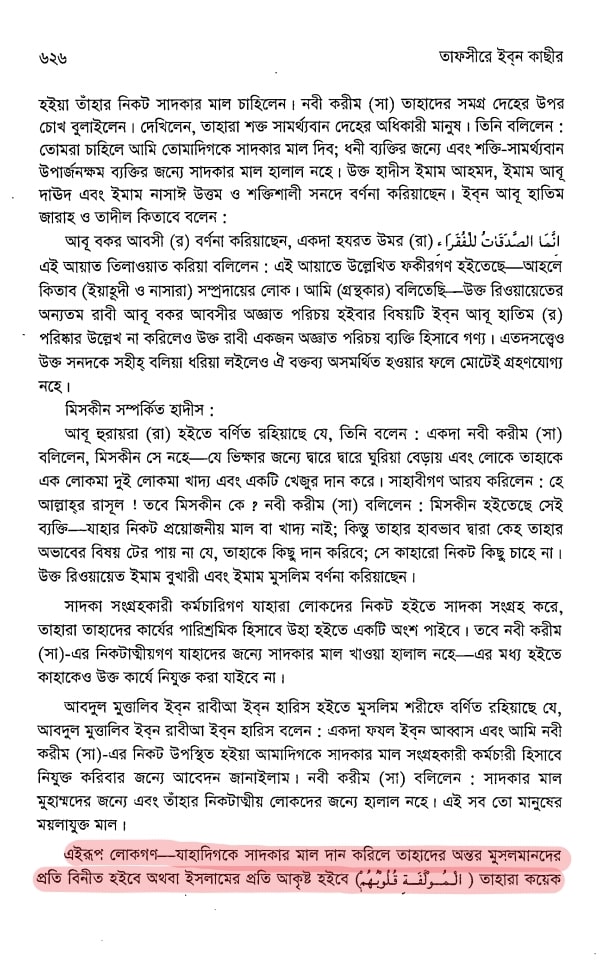 ৬২৬ তাফসীরে ইব্‌ন কাছীর
হইয়া তাঁহার নিকট সাদকার মাল চাহিলেন। নবী করীম (সা) তাহাদের সমগ্র দেহের উপর
চোখ বুলাইলেন। দেখিলেন, তাহারা শক্ত সামর্থ্যবান দেহের অধিকারী মানুষ। তিনি বলিলেন :
তোমরা চাহিলে আমি তোমাদিগকে সাদকার মাল দিব; ধনী ব্যক্তির জন্যে এবং শক্তি-সামর্থ্যবান
উপার্জনক্ষম ব্যক্তির জন্যে সাদকার মাল হালাল নহে। উক্ত হাদীস ইমাম আহমদ, ইমাম আবূ
দাঊদ এবং ইমাম নাসাঈ উত্তম ও শক্তিশালী সনদে বর্ণনা করিয়াছেন। ইব্‌ন আবূ হাতিম
জারাহ ও তাদীল কিতাবে বলেন :
আবূ বকর আবসী (র) বর্ণনা করিয়াছেন, একদা হযরত উমর (রা) اِنَّمَا الصَّدَقَاتُ لِلْفُقَرَاءِ
এই আয়াত তিলাওয়াত করিয়া বলিলেন : এই আয়াতে উল্লেখিত ফকীরগণ হইতেছে—আহলে
কিতাব (ইয়াহূদী ও নাসারা) সম্প্রদায়ের লোক। আমি (গ্রন্থকার) বলিতেছি—উক্ত রিওয়ায়েতের
অন্যতম রাবী আবূ বকর আবসীর অজ্ঞাত পরিচয় হইবার বিষয়টি ইব্‌ন আবূ হাতিম (র)
পরিষ্কার উল্লেখ না করিলেও উক্ত রাবী একজন অজ্ঞাত পরিচয় ব্যক্তি হিসাবে গণ্য। এতদসত্ত্বেও
উক্ত সনদকে সহীহ্ বলিয়া ধরিয়া লইলেও ঐ বক্তব্য অসমর্থিত হওয়ার ফলে মোটেই গ্রহণযোগ্য
নহে।
মিসকীন সম্পর্কিত হাদীস :
আবূ হুরায়রা (রা) হইতে বর্ণিত রহিয়াছে যে, তিনি বলেন : একদা নবী করীম (সা)
বলিলেন, মিসকীন সে নহে—যে ভিক্ষার জন্যে দ্বারে দ্বারে ঘুরিয়া বেড়ায় এবং লোকে তাহাকে
এক লোকমা দুই লোকমা খাদ্য এবং একটি খেজুর দান করে। সাহাবীগণ আরয করিলেন : হে
আল্লাহ্‌র রাসূল ! তবে মিসকীন কে ? নবী করীম (সা) বলিলেন : মিসকীন হইতেছে সেই
ব্যক্তি—যাহার নিকট প্রয়োজনীয় মাল বা খাদ্য নাই; কিন্তু তাহার হাবভাব দ্বারা কেহ তাহার
অভাবের বিষয় টের পায় না যে, তাহাকে কিছু দান করিবে; সে কাহারো নিকট কিছু চাহে না।
উক্ত রিওয়ায়েত ইমাম বুখারী এবং ইমাম মুসলিম বর্ণনা করিয়াছেন।
সাদকা সংগ্রহকারী কর্মচারিগণ যাহারা লোকদের নিকট হইতে সাদকা সংগ্রহ করে,
তাহারা তাহাদের কার্যের পারিশ্রমিক হিসাবে উহা হইতে একটি অংশ পাইবে। তবে নবী করীম
(সা)-এর নিকটাত্মীয়গণ যাহাদের জন্যে সাদকার মাল খাওয়া হালাল নহে—এর মধ্য হইতে
কাহাকেও উক্ত কার্যে নিযুক্ত করা যাইবে না।
আবদুল মুত্তালিব ইব্‌ন রাবীআ ইব্‌ন হারিস হইতে মুসলিম শরীফে বর্ণিত রহিয়াছে যে,
আবদুল মুত্তালিব ইব্‌ন রাবীআ ইব্‌ন হারিস বলেন : একদা ফযল ইব্‌ন আব্বাস এবং আমি নবী
করীম (সা)-এর নিকট উপস্থিত হইয়া আমাদিগকে সাদকার মাল সংগ্রহকারী কর্মচারী হিসাবে
নিযুক্ত করিবার জন্যে আবেদন জানাইলাম। নবী করীম (সা) বলিলেন : সাদকার মাল
মুহাম্মদের জন্যে এবং তাঁহার নিকটাত্মীয় লোকদের জন্যে হালাল নহে। এই সব তো মানুষের
ময়লাযুক্ত মাল।
এইরূপ লোকগণ—যাহাদিগকে সাদকার মাল দান করিলে তাহাদের অন্তর মুসলমানদের
প্রতি বিনীত হইবে অথবা ইসলামের প্রতি আকৃষ্ট হইবে (الْمُوَلَّفَةِ قُلُوبُهُمْ) তাহারা কয়েক